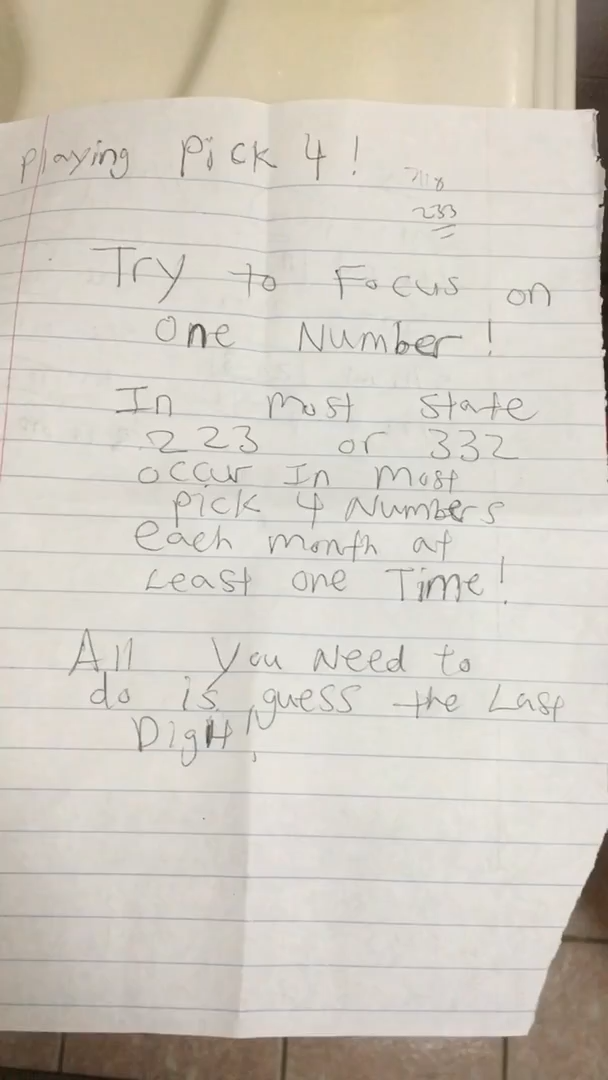 playing Pick 4!
233
Try to Focus on
One Number!
In most state
223 or 332
occur In most
pick 4 Numbers
each month at
Least one Time!
All You Need to
do is guess the Last
Digit!